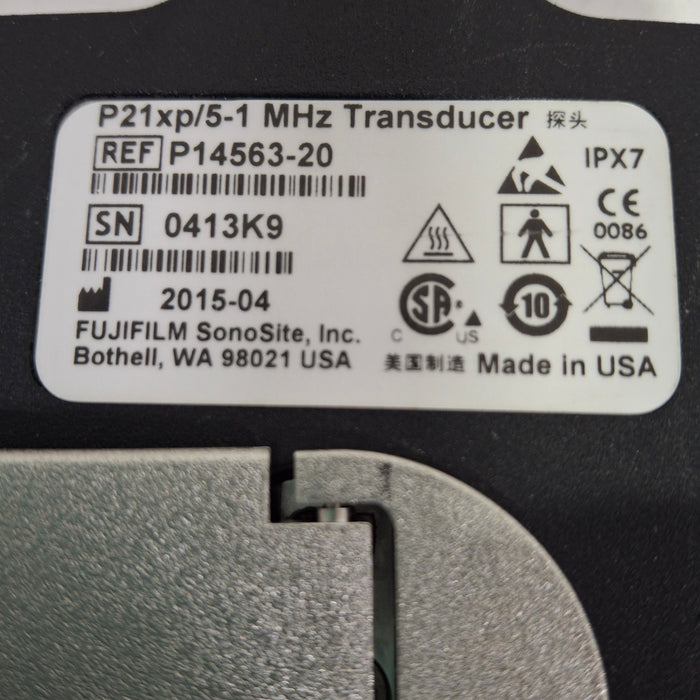 P21xp/5-1 MHz Transducer 探头
REF P14563-20
IPX7
SN 0413K9
CE
0086
2015-04
SA
C US
10
FUJIFILM SonoSite, Inc.
Bothell, WA 98021 USA
美国制造 Made in USA